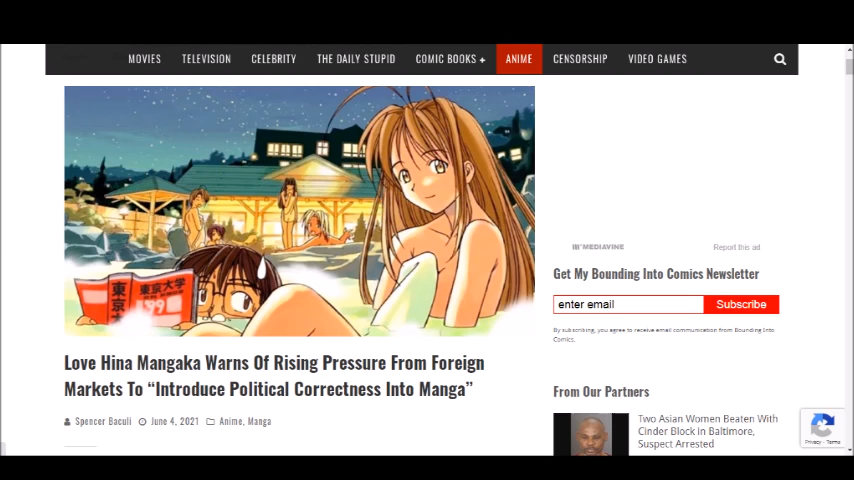 MOVIES TELEVISION CELEBRITY THE DAILY STUPID COMIC BOOKS + ANIME CENSORSHIP VIDEO GAMES
東京大
東京大学
'99
MEDIAVINE Report this ad
Get My Bounding Into Comics Newsletter
enter email Subscribe
By subscribing, you agree to receive email communication from Bounding Into
Comics.
Love Hina Mangaka Warns Of Rising Pressure From Foreign
Markets To “Introduce Political Correctness Into Manga”
Spencer Baculi June 4, 2021 Anime, Manga
From Our Partners
Two Asian Women Beaten With
Cinder Block in Baltimore,
Suspect Arrested
Privacy - Terms